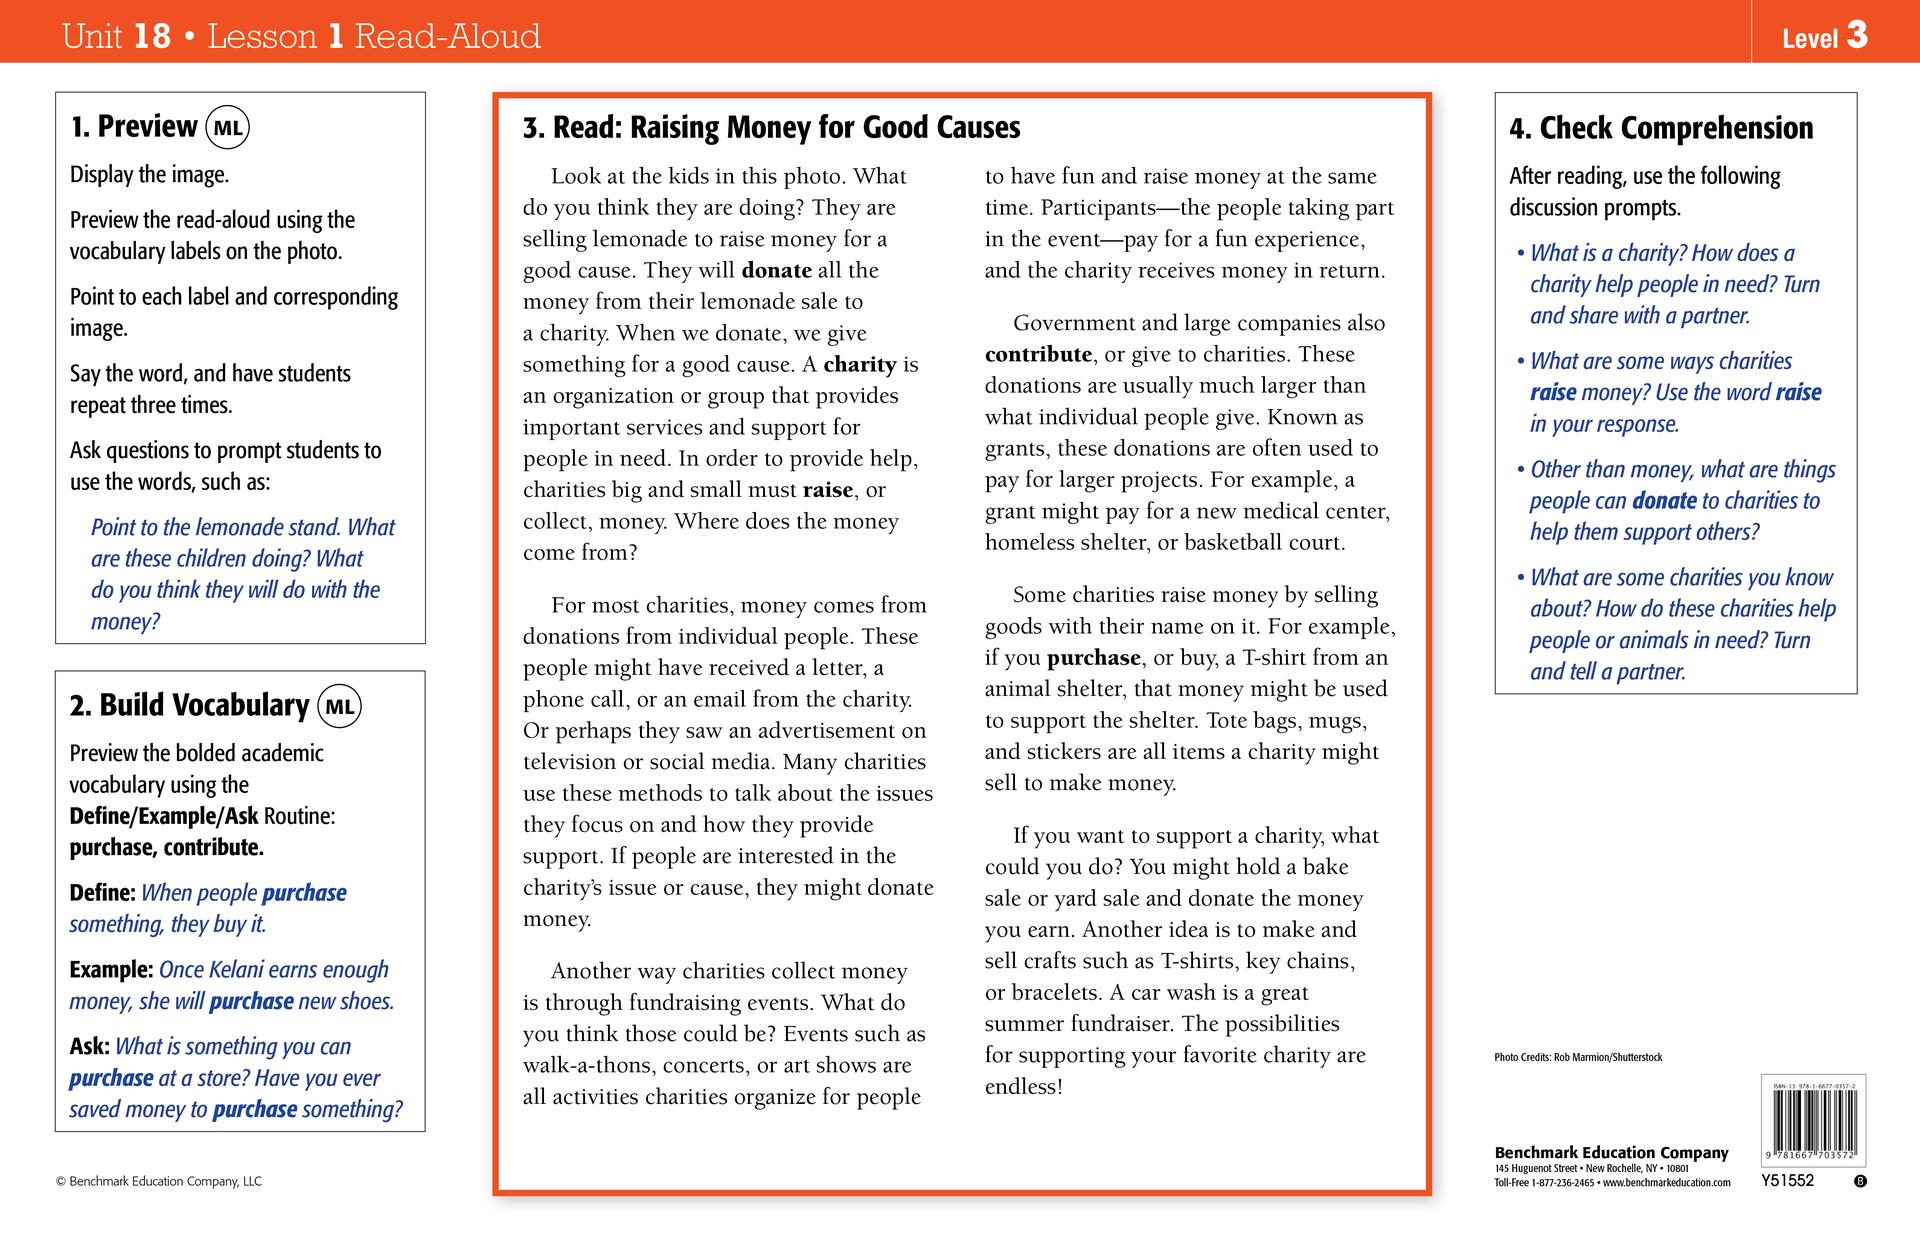 Unit 18 • Lesson 1 Read-Aloud
Level 3
1. Preview ML
Display the image.
Preview the read-aloud using the
vocabulary labels on the photo.
Point to each label and corresponding
image.
Say the word, and have students
repeat three times.
Ask questions to prompt students to
use the words, such as:
Point to the lemonade stand. What
are these children doing? What
do you think they will do with the
money?
2. Build Vocabulary ML
Preview the bolded academic
vocabulary using the
Define/Example/Ask Routine:
purchase, contribute.
Define: When people purchase
something, they buy it.
Example: Once Kelani earns enough
money, she will purchase new shoes.
Ask: What is something you can
purchase at a store? Have you ever
saved money to purchase something?
© Benchmark Education Company, LLC
3. Read: Raising Money for Good Causes
Look at the kids in this photo. What
do you think they are doing? They are
selling lemonade to raise money for a
good cause. They will donate all the
money from their lemonade sale to
a charity. When we donate, we give
something for a good cause. A charity is
an organization or group that provides
important services and support for
people in need. In order to provide help,
charities big and small must raise, or
collect, money. Where does the money
come from?
For most charities, money comes from
donations from individual people. These
people might have received a letter, a
phone call, or an email from the charity.
Or perhaps they saw an advertisement on
television or social media. Many charities
use these methods to talk about the issues
they focus on and how they provide
support. If people are interested in the
charity's issue or cause, they might donate
money.
Another way charities collect money
is through fundraising events. What do
you think those could be? Events such as
walk-a-thons, concerts, or art shows are
all activities charities organize for people
to have fun and raise money at the same
time. Participants—the people taking part
in the event—pay for a fun experience,
and the charity receives money in return.
Government and large companies also
contribute, or give to charities. These
donations are usually much larger than
what individual people give. Known as
grants, these donations are often used to
pay for larger projects. For example, a
grant might pay for a new medical center,
homeless shelter, or basketball court.
Some charities raise money by selling
goods with their name on it. For example,
if you purchase, or buy, a T-shirt from an
animal shelter, that money might be used
to support the shelter. Tote bags, mugs,
and stickers are all items a charity might
sell to make money.
If you want to support a charity, what
could you do? You might hold a bake
sale or yard sale and donate the money
you earn. Another idea is to make and
sell crafts such as T-shirts, key chains,
or bracelets. A car wash is a great
summer fundraiser. The possibilities
for supporting your favorite charity are
endless!
4. Check Comprehension
After reading, use the following
discussion prompts.
• What is a charity? How does a
charity help people in need? Turn
and share with a partner.
• What are some ways charities
raise money? Use the word raise
in your response.
• Other than money, what are things
people can donate to charities to
help them support others?
• What are some charities you know
about? How do these charities help
people or animals in need? Turn
and tell a partner.
Photo Credits: Rob Marmion/Shutterstock
Benchmark Education Company
145 Huguenot Street • New Rochelle, NY • 10801
Toll-Free 1-877-236-2465 • www.benchmarkeducation.com
ISBN-13: 978-1-6677-0357-2
9 781667 703572
Y51552
B